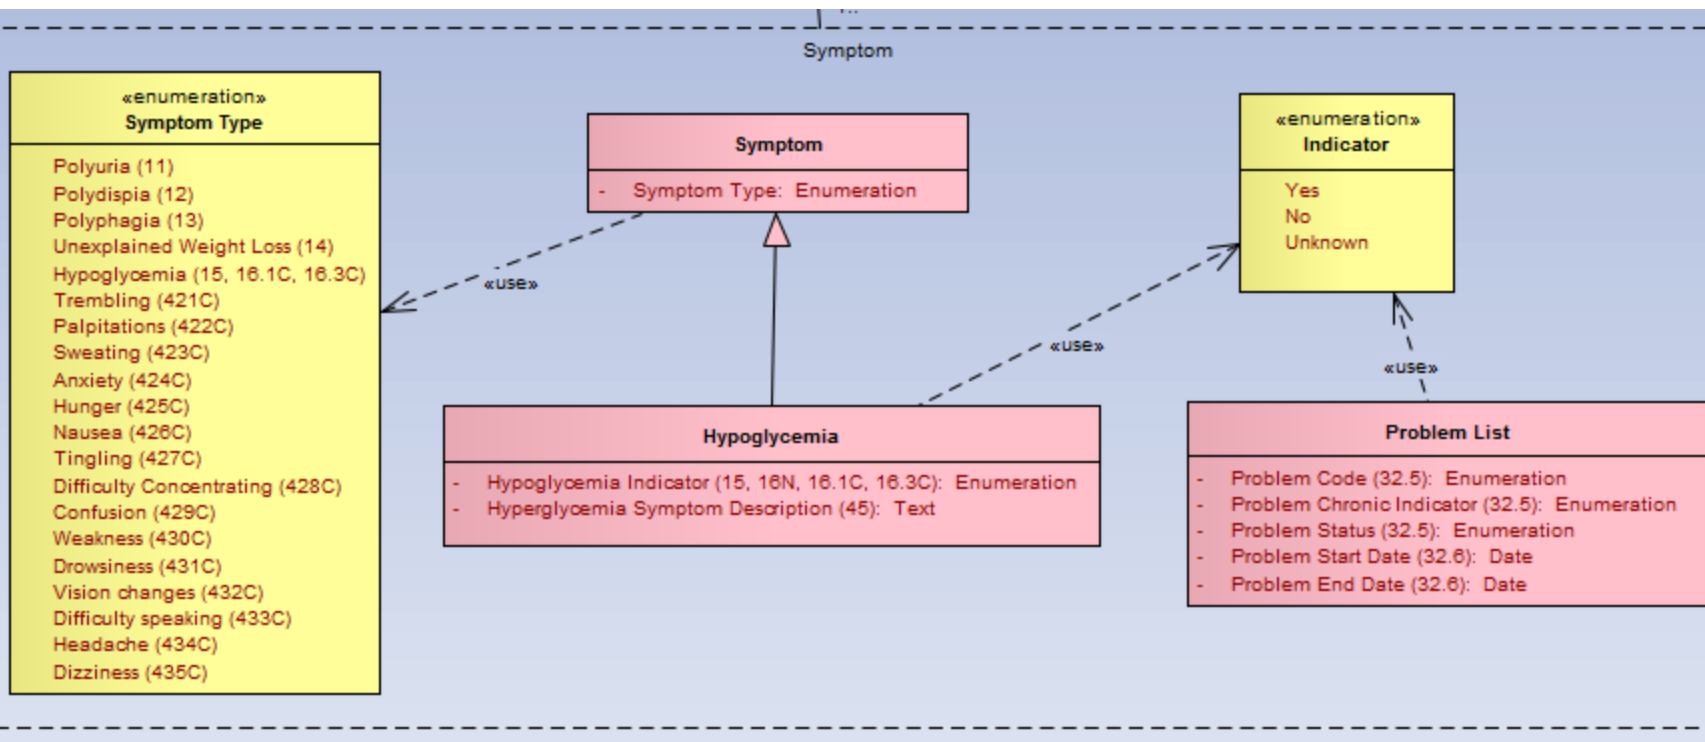 Symptom
«enumeration»
Symptom Type
Polyuria (11)
Polydispia (12)
Polyphagia (13)
Unexplained Weight Loss (14)
Hypoglycemia (15, 16.1C, 16.3C)
Trembling (421C)
Palpitations (422C)
Sweating (423C)
Anxiety (424C)
Hunger (425C)
Nausea (426C)
Tingling (427C)
Difficulty Concentrating (428C)
Confusion (429C)
Weakness (430C)
Drowsiness (431C)
Vision changes (432C)
Difficulty speaking (433C)
Headache (434C)
Dizziness (435C)
«use»
Symptom
- Symptom Type: Enumeration
«enumeration»
Indicator
Yes
No
Unknown
«use»
«use»
Hypoglycemia
- Hypoglycemia Indicator (15, 16N, 16.1C, 16.3C): Enumeration
- Hyperglycemia Symptom Description (45): Text
Problem List
- Problem Code (32.5): Enumeration
- Problem Chronic Indicator (32.5): Enumeration
- Problem Status (32.5): Enumeration
- Problem Start Date (32.6): Date
- Problem End Date (32.6): Date